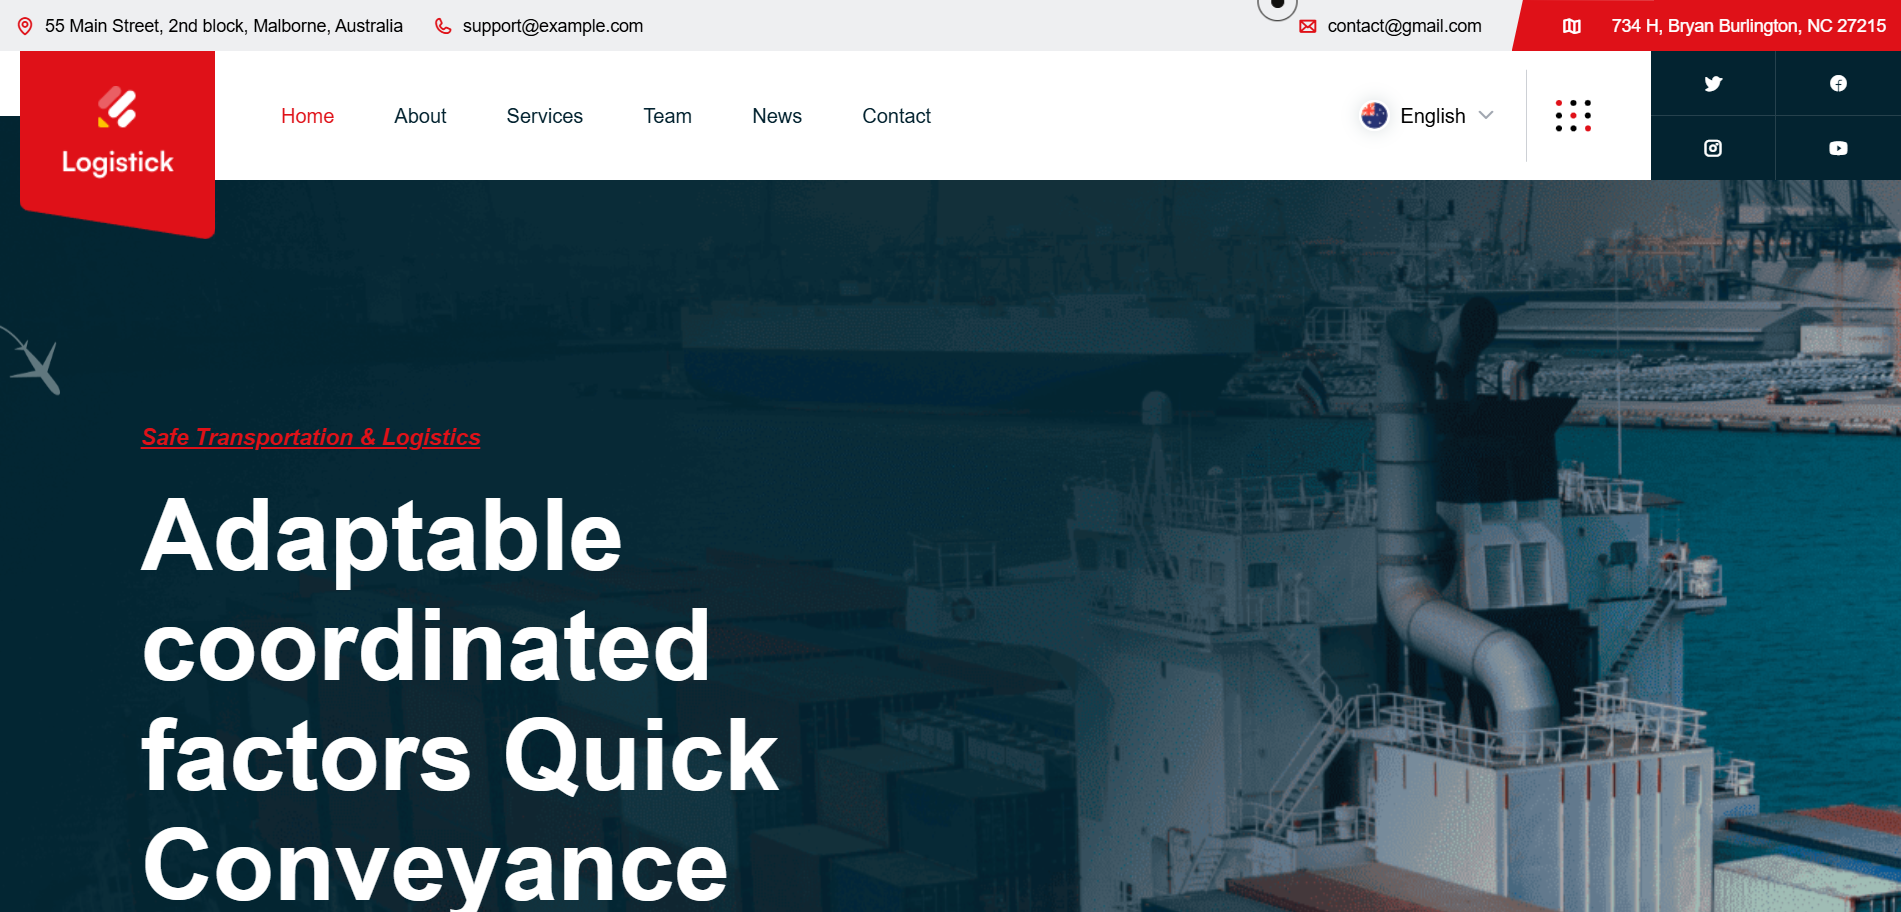 55 Main Street, 2nd block, Malborne, Australia
support@example.com
contact@gmail.com
734 H, Bryan Burlington, NC 27215
Logistick
Home
About
Services
Team
News
Contact
English
Safe Transportation & Logistics
Adaptable
coordinated
factors Quick
Conveyance